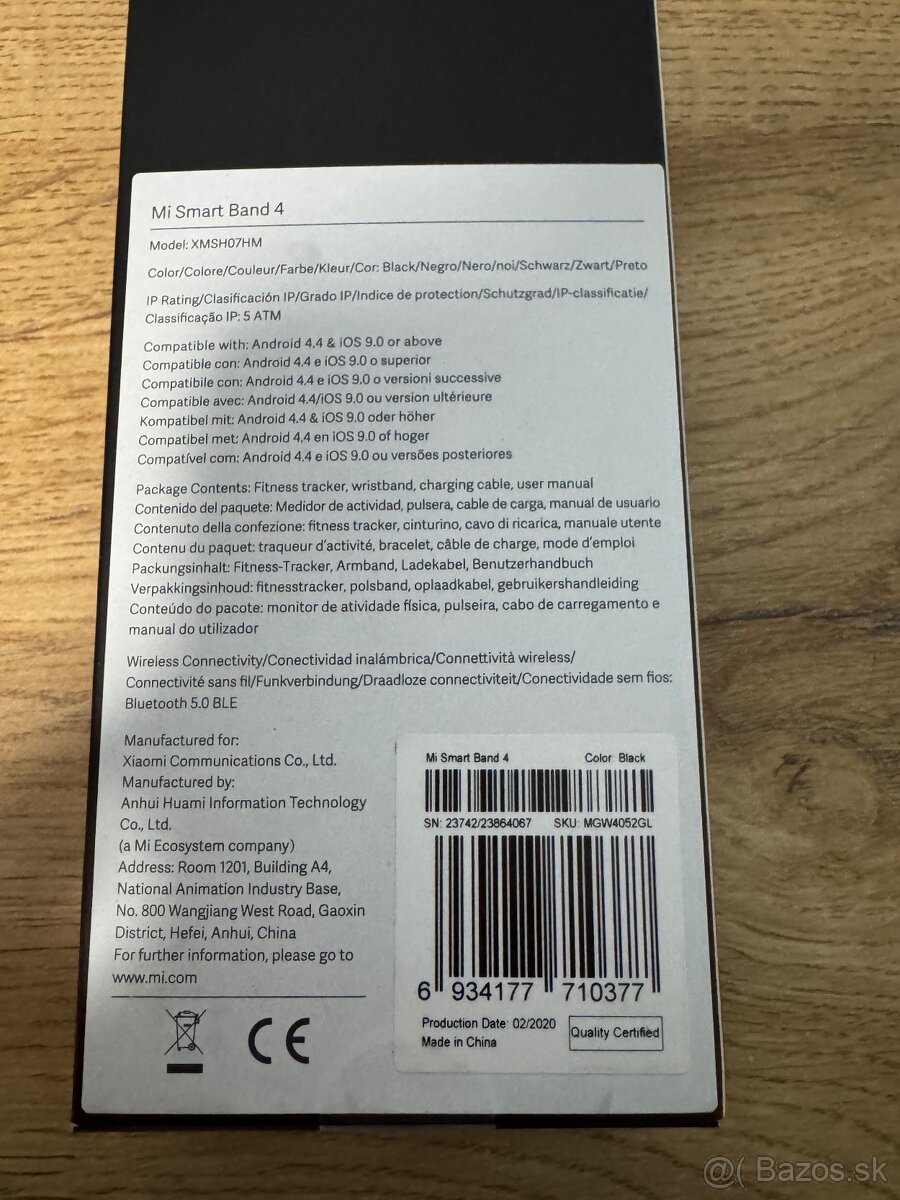 Mi Smart Band 4
Model: XMSH07HM
Color/Colore/Couleur/Farbe/Kleur/Cor: Black/Negro/Nero/noi/Schwarz/Zwart/Preto
IP Rating/Clasificación IP/Grado IP/Indice de protection/Schutzgrad/IP-classificatie/
Classificação IP: 5 ATM
Compatible with: Android 4.4 & iOS 9.0 or above
Compatible con: Android 4.4 e iOS 9.0 o superior
Compatibile con: Android 4.4 e iOS 9.0 o versioni successive
Compatible avec: Android 4.4/iOS 9.0 ou version ultérieure
Kompatibel mit: Android 4.4 & iOS 9.0 oder höher
Compatibel met: Android 4.4 en iOS 9.0 of hoger
Compatível com: Android 4.4 e iOS 9.0 ou versões posteriores
Package Contents: Fitness tracker, wristband, charging cable, user manual
Contenido del paquete: Medidor de actividad, pulsera, cable de carga, manual de usuario
Contenuto della confezione: fitness tracker, cinturino, cavo di ricarica, manuale utente
Contenu du paquet: traqueur d'activité, bracelet, câble de charge, mode d'emploi
Packungsinhalt: Fitness-Tracker, Armband, Ladekabel, Benutzerhandbuch
Verpakkingsinhoud: fitnesstracker, polsband, oplaadkabel, gebruikershandleiding
Conteúdo do pacote: monitor de atividade física, pulseira, cabo de carregamento e
manual do utilizador
Wireless Connectivity/Conectividad inalámbrica/Connettività wireless/
Connectivité sans fil/Funkverbindung/Draadloze connectiviteit/Conectividade sem fios:
Bluetooth 5.0 BLE
Manufactured for:
Xiaomi Communications Co., Ltd.
Manufactured by:
Anhui Huami Information Technology
Co., Ltd.
(a Mi Ecosystem company)
Address: Room 1201, Building A4,
National Animation Industry Base,
No. 800 Wangjiang West Road, Gaoxin
District, Hefei, Anhui, China
For further information, please go to
www.mi.com
CE
Mi Smart Band 4 Color: Black
SN: 23742/23864067 SKU: MGW4052GL
6 934177 710377
Production Date: 02/2020
Made in China
Quality Certified
@( Bazos.sk